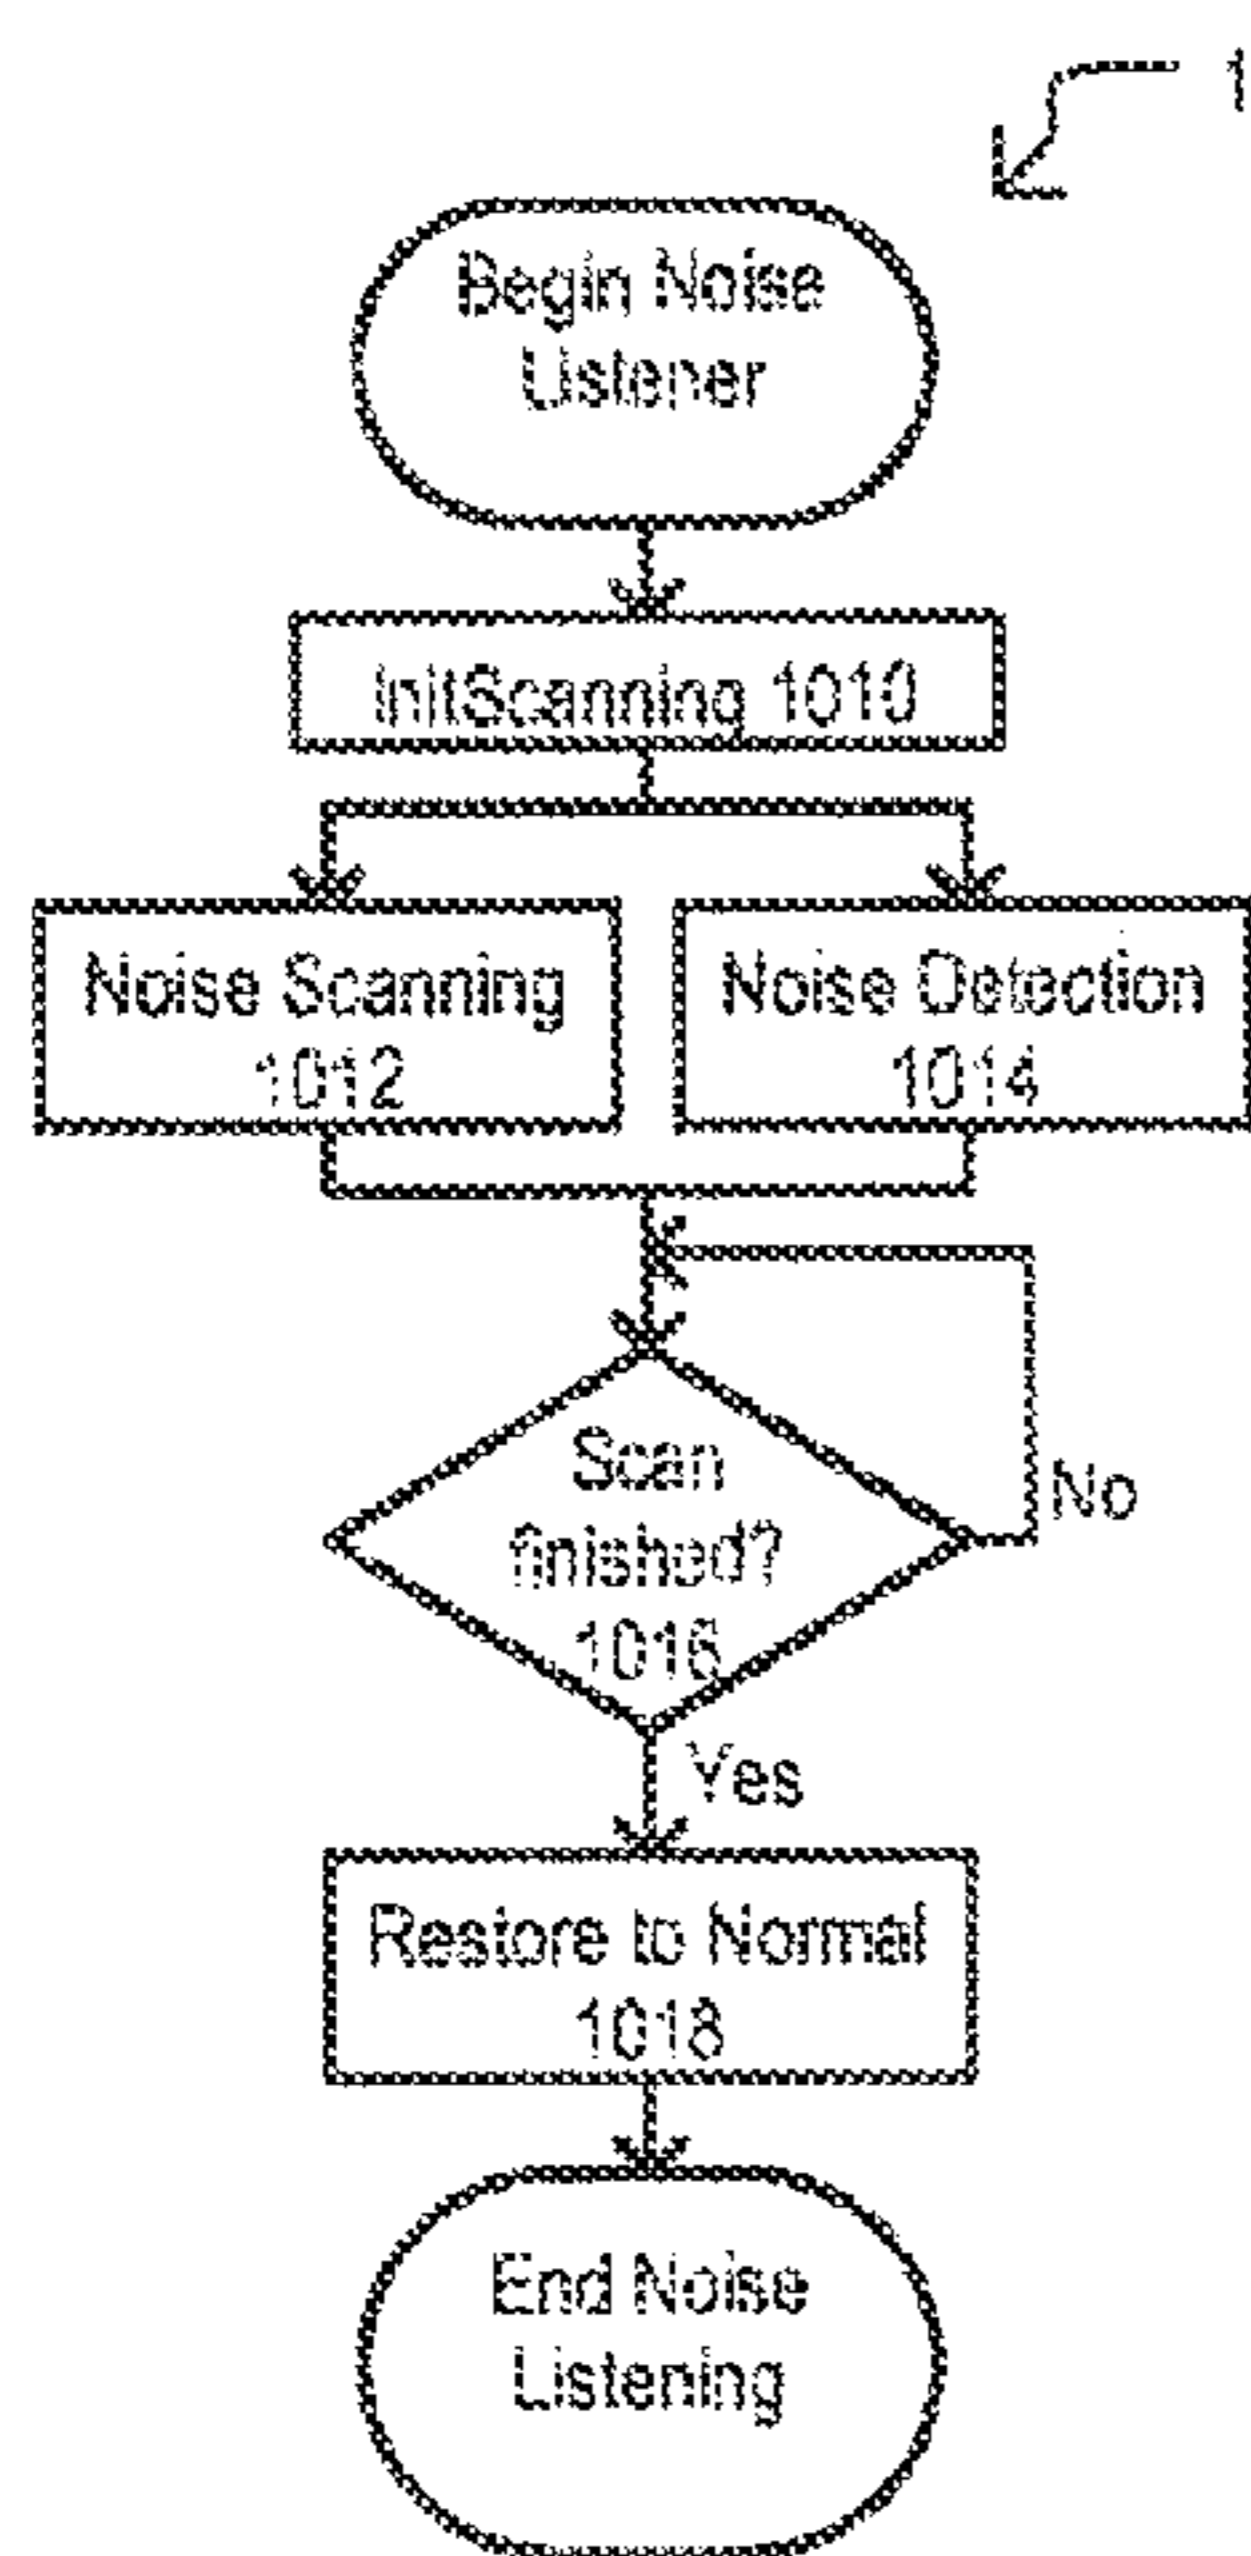 Begin Noise
Listener
InitScanning 1010
Noise Scanning
1012
Noise Detection
1014
Scan
finished?
1016
No
Yes
Restore to Normal
1018
End Noise
Listening